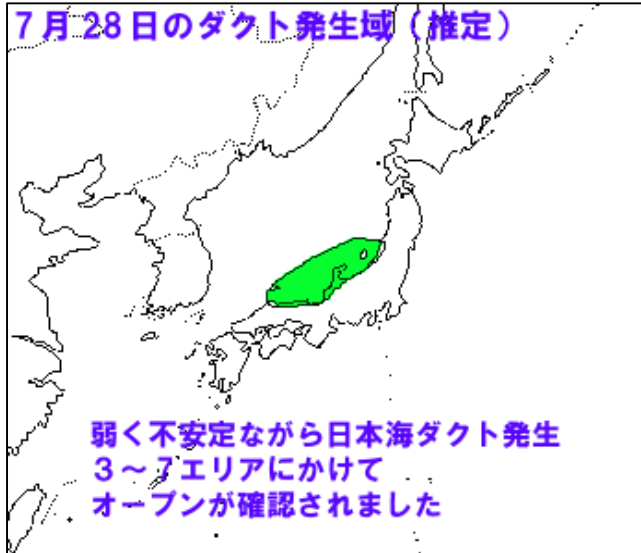 7月28日のダクト発生域（推定）
弱く不安定ながら日本海ダクト発生
3～7エリアにかけて
オープンが確認されました